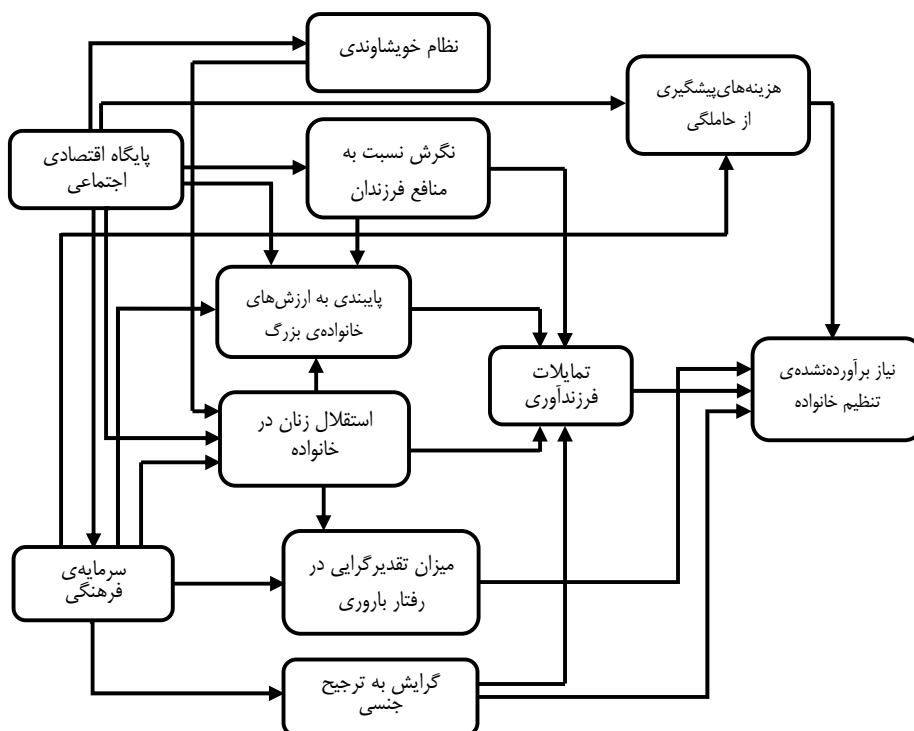 نظام خویشاوندی
هزینه‌های‌پیشگیری
از حاملگی
پایگاه اقتصادی
اجتماعی
نگرش نسبت به
منافع فرزندان
پایبندی به ارزش‌های
خانواده‌ی بزرگ
تمایلات
فرزندآوری
نیاز برآورده‌نشده‌ی
تنظیم خانواده
استقلال زنان در
خانواده
میزان تقدیرگرایی در
رفتار باروری
سرمایه‌ی
فرهنگی
گرایش به ترجیح
جنسی